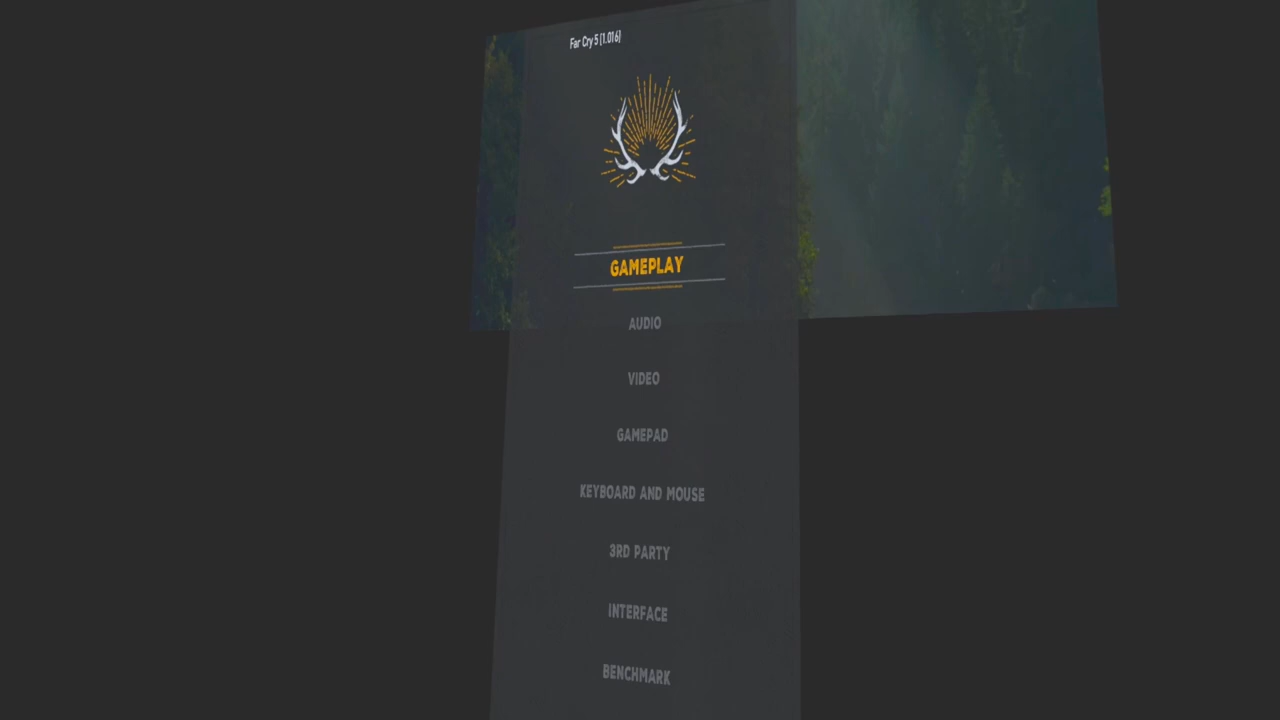 Far Cry 5 [1.016]
GAMEPLAY
AUDIO
VIDEO
GAMEPAD
KEYBOARD AND MOUSE
3RD PARTY
INTERFACE
BENCHMARK